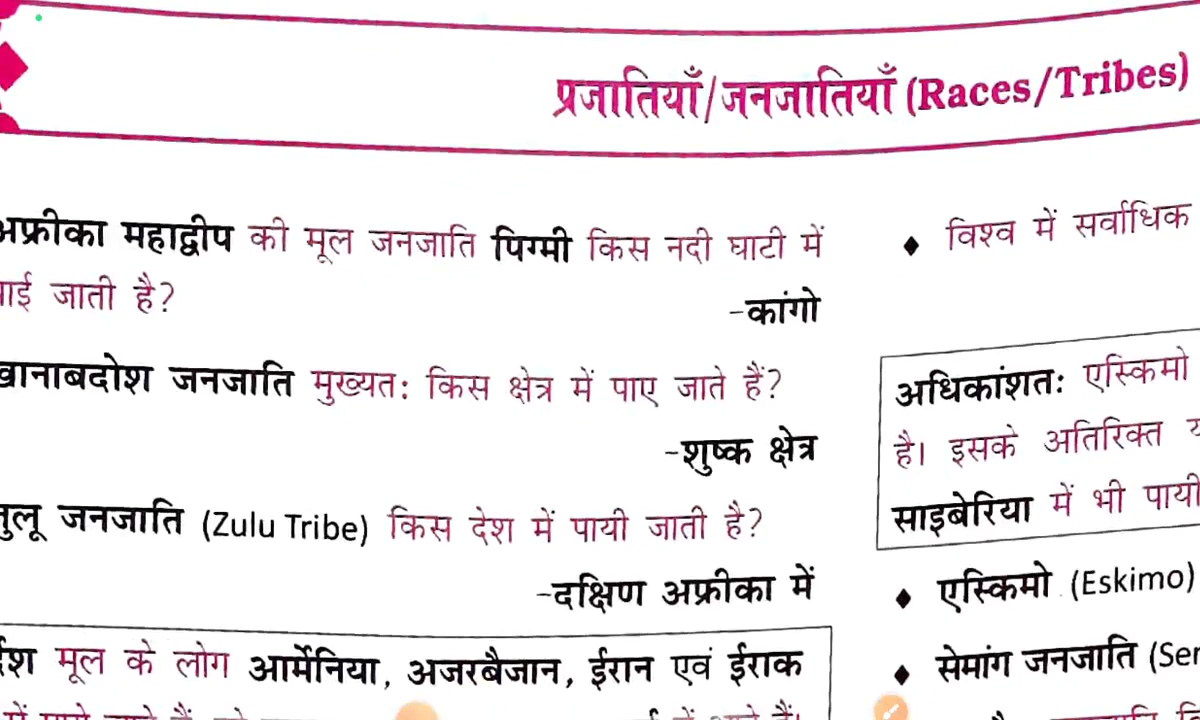 प्रजातियाँ/जनजातियाँ (Races/Tribes)
अफ्रीका महाद्वीप की मूल जनजाति पिग्मी किस नदी घाटी में
जाती है?
-कांगो
जनजाति मुख्यत: किस क्षेत्र में पाए जाते हैं?
-शुष्क क्षेत्र
जनजाति (Zulu Tribe) किस देश में पायी जाती है?
-दक्षिण अफ्रीका में
मूल के लोग आर्मेनिया, अजरबैजान, ईरान एवं ईराक
♦ विश्व में सर्वाधिक
अधिकांशत: एस्किमो
है। इसके अतिरिक्त
साइबेरिया में भी पायी
♦ एस्किमो (Eskimo)
♦ सेमांग जनजाति